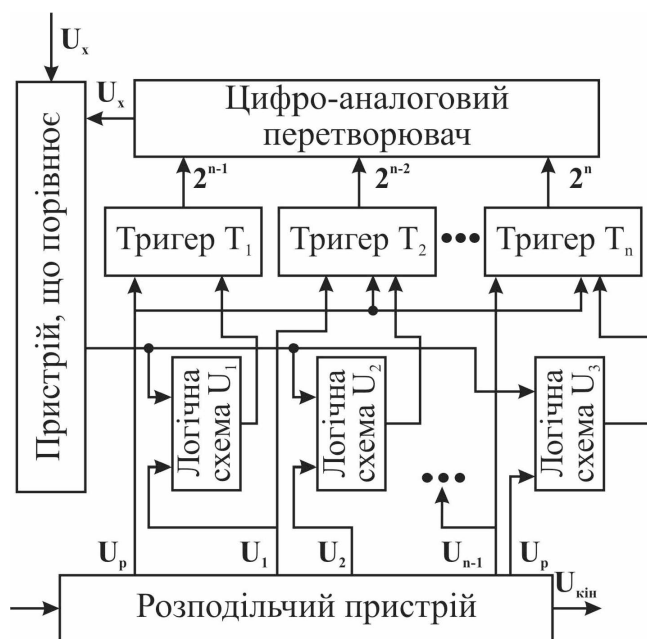 Uₓ
Uₓ
Цифро-аналоговий
перетворювач
Пристрій, що порівнює
2ⁿ⁻¹
2ⁿ⁻²
2ⁿ
Тригер T₁
Тригер T₂
•••
Тригер Tₙ
Логічна
схема U₁
Логічна
схема U₂
Логічна
схема U₃
•••
Uₚ
U₁
U₂
Uₙ₋₁
Uₚ
Uкін
Розподільчий пристрій